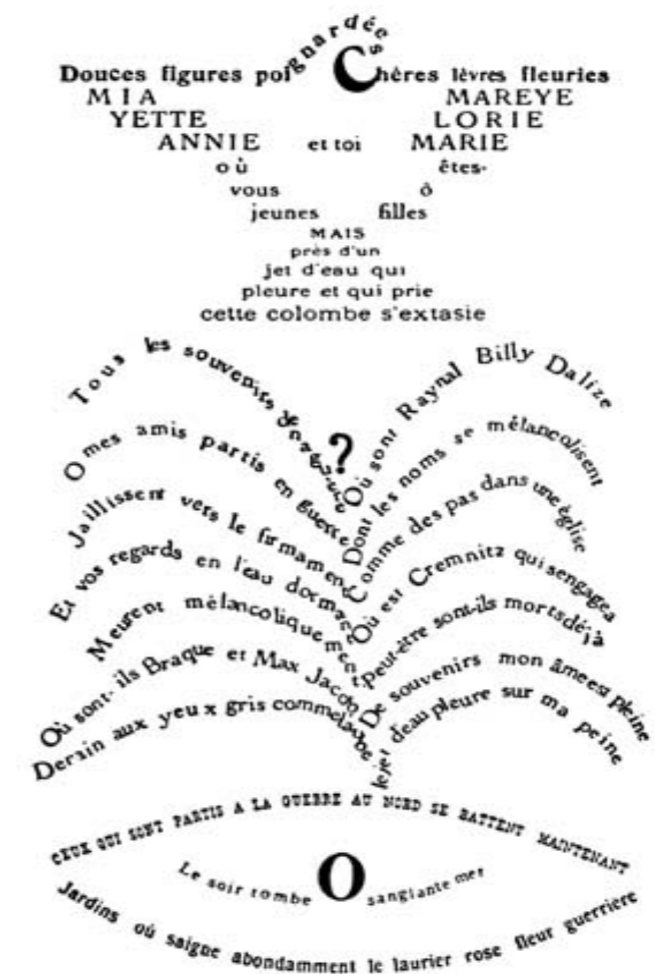 Douces figures poignardées Chères lèvres fleuries
MIA MAREYE
YETTE LORIE
ANNIE et toi MARIE
où êtes-
vous ô
jeunes filles
MAIS
près d'un
jet d'eau qui
pleure et qui prie
cette colombe s'extasie
Tous les souvenirs de naguère
?
O mes amis partis en guerre
Jaillissent vers le firmament
Et vos regards en l'eau dormant
Meurent mélancoliquement
Où sont-ils Braque et Max Jacob
Derain aux yeux gris comme l'aube
Où sont Raynal Billy Dalize
Dont les noms se mélancolisent
Comme des pas dans une église
Où est Cremnitz qui s'engagea
Peut-être sont-ils morts déjà
De souvenirs mon âme est pleine
Le jet d'eau pleure sur ma peine
CEUX QUI SONT PARTIS A LA GUERRE AU NORD SE BATTENT MAINTENANT
Le soir tombe O sanglante mer
Jardins où saigne abondamment le laurier rose fleur guerrière